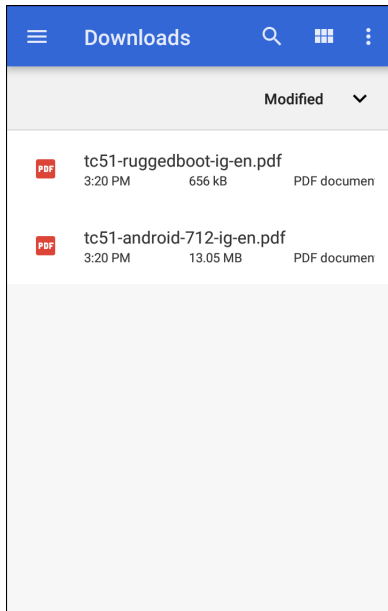 Downloads
Modified
PDF
tc51-ruggedboot-ig-en.pdf
3:20 PM 656 kB PDF documen
PDF
tc51-android-712-ig-en.pdf
3:20 PM 13.05 MB PDF documen